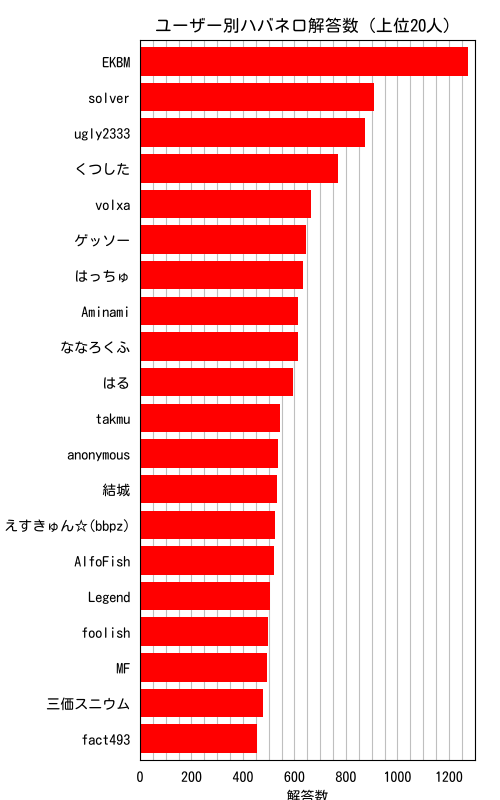 ユーザー別ハバネロ解答数 (上位20人)
EKBM
solver
ugly2333
くつした
volxa
ゲッソー
はっちゅ
Aminami
ななろくふ
はる
takmu
anonymous
結城
えすきゅん☆(bbpz)
AlfoFish
Legend
foolish
MF
三価スニウム
fact493
0 200 400 600 800 1000 1200
解答数